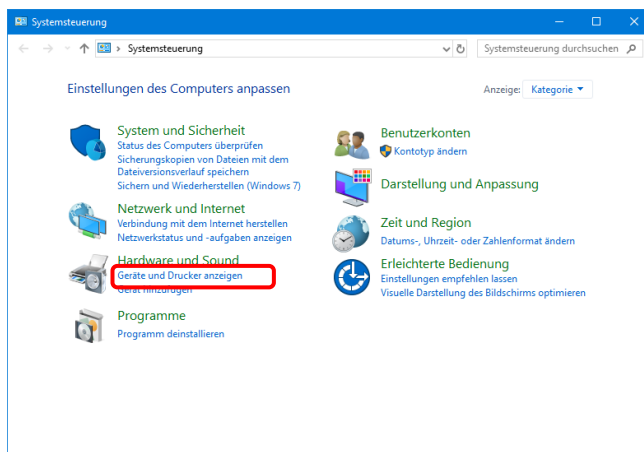 Systemsteuerung
Systemsteuerung
Systemsteuerung durchsuchen
Einstellungen des Computers anpassen
Anzeige: Kategorie
System und Sicherheit
Status des Computers überprüfen
Sicherungskopien von Dateien mit dem
Dateiversionsverlauf speichern
Sichern und Wiederherstellen (Windows 7)
Netzwerk und Internet
Verbindung mit dem Internet herstellen
Netzwerkstatus und -aufgaben anzeigen
Hardware und Sound
Geräte und Drucker anzeigen
Gerät hinzufügen
Programme
Programm deinstallieren
Benutzerkonten
Kontotyp ändern
Darstellung und Anpassung
Zeit und Region
Datums-, Uhrzeit- oder Zahlenformat ändern
Erleichterte Bedienung
Einstellungen empfehlen lassen
Visuelle Darstellung des Bildschirms optimieren